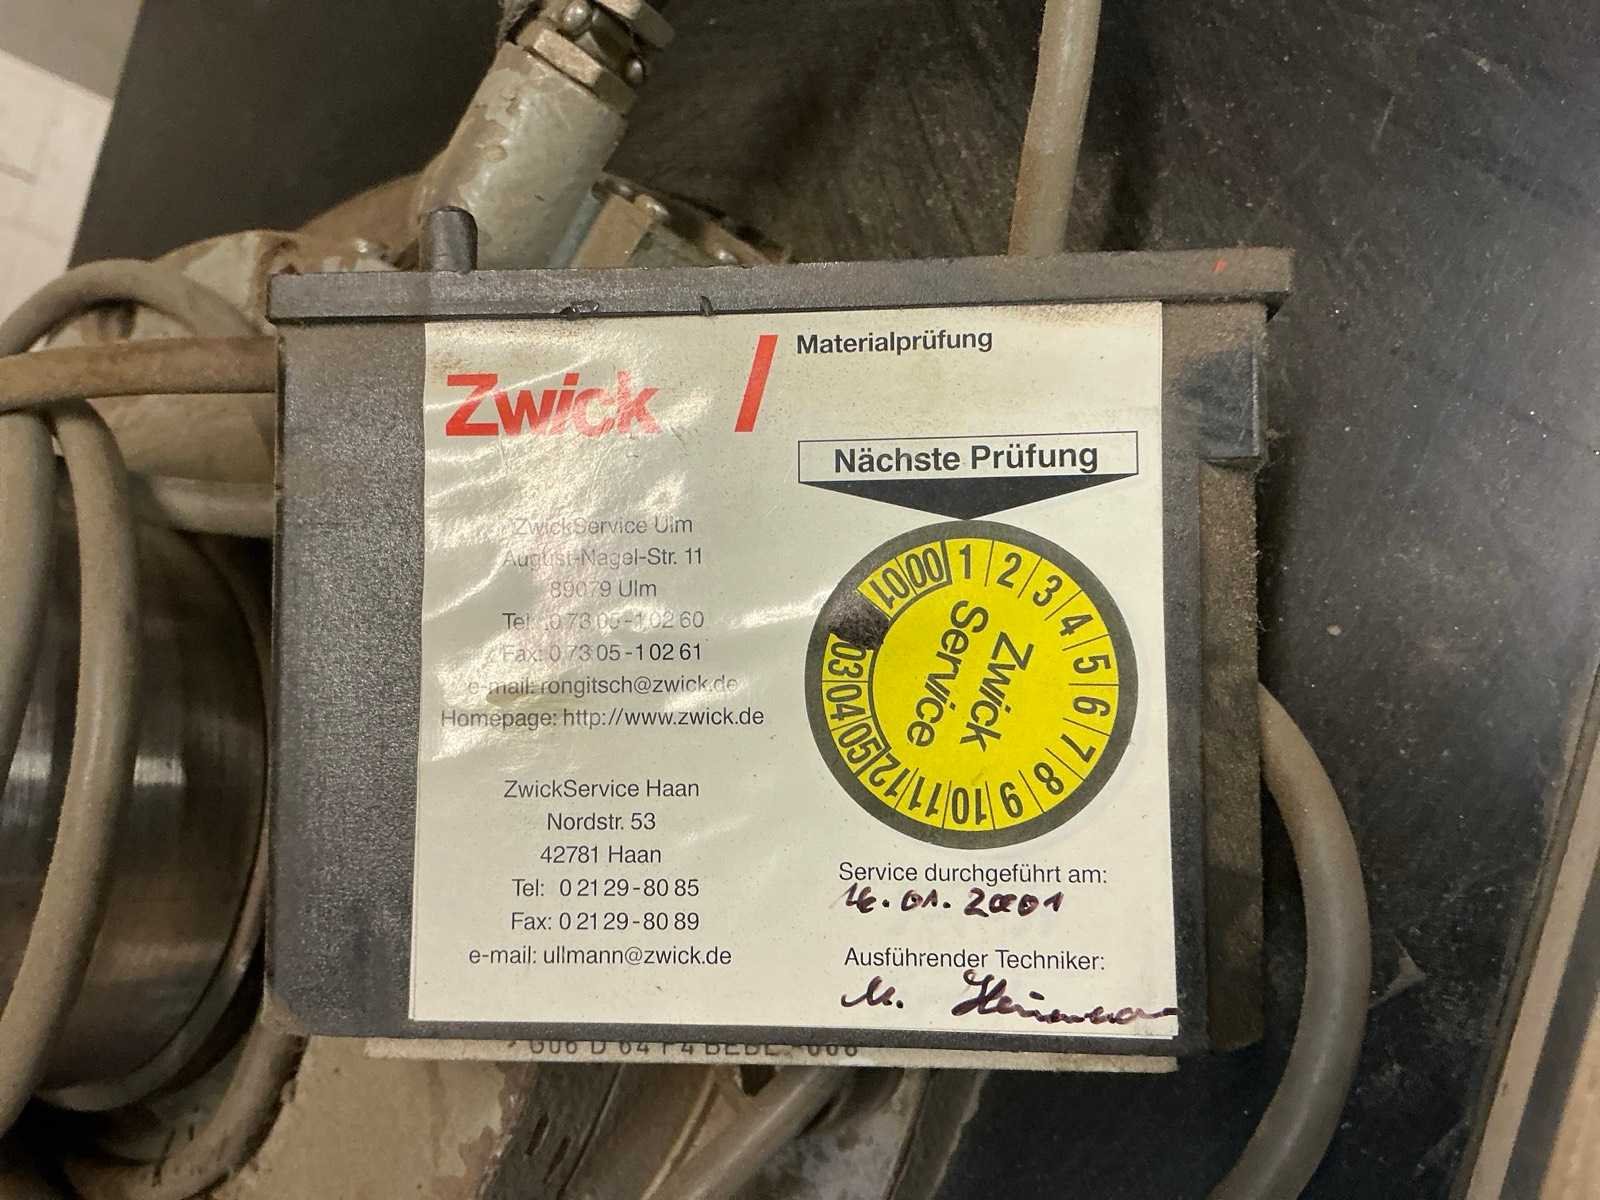 Zwick / Materialprüfung
Nächste Prüfung
ZwickService Ulm
August-Nagel-Str. 11
89079 Ulm
Tel: 0 73 05-1 02 60
Fax: 0 73 05-1 02 61
e-mail: rongitsch@zwick.de
Homepage: http://www.zwick.de
ZwickService Haan
Nordstr. 53
42781 Haan
Tel: 0 21 29-80 85
Fax: 0 21 29-80 89
e-mail: ullmann@zwick.de
1 2 3 4 5 6 7 8 9 10 11 12 05 04 03 01 00
Zwick
Service
Service durchgeführt am:
16.01.2001
Ausführender Techniker:
M.